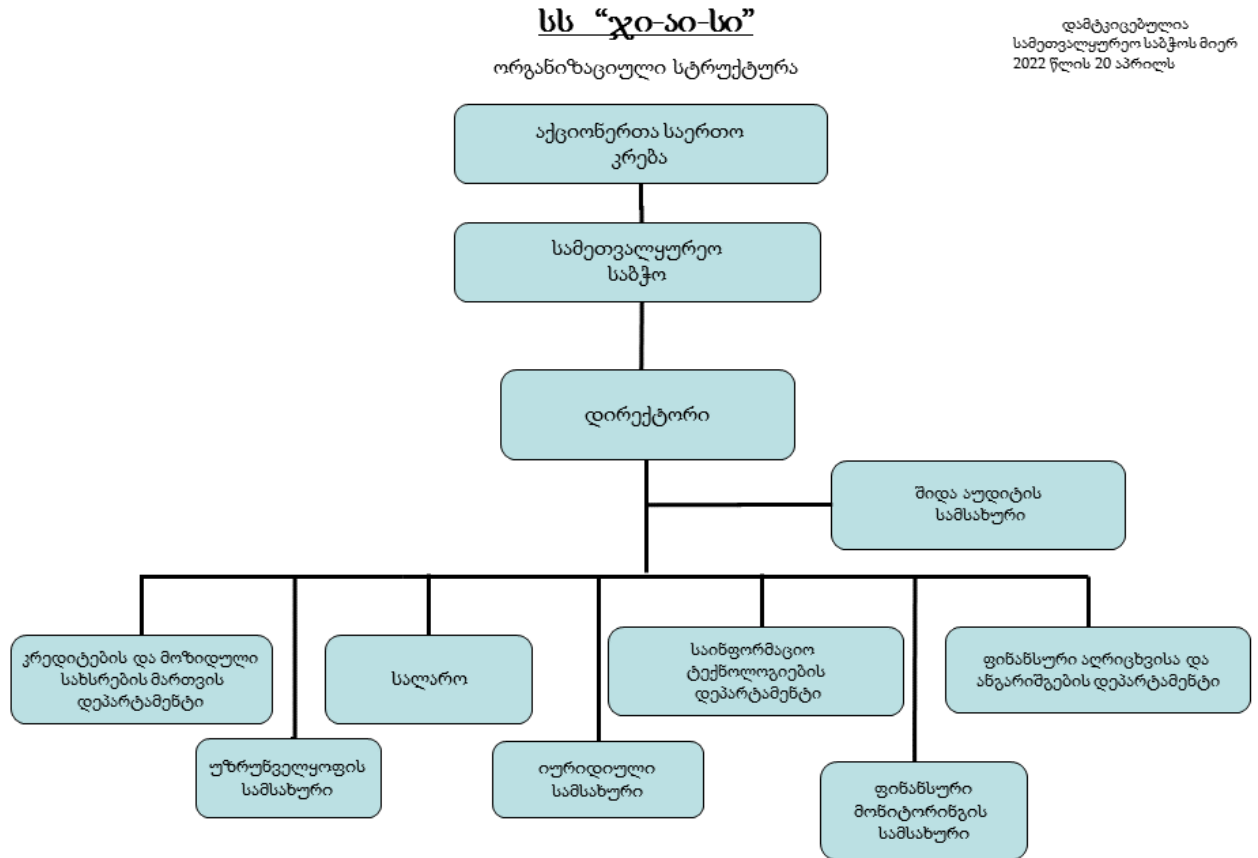 სს “ჯი-აი-სი”
ორგანიზაციული სტრუქტურა
დამტკიცებულია
სამეთვალყურეო საბჭოს მიერ
2022 წლის 20 აპრილს
აქციონერთა საერთო
კრება
სამეთვალყურეო
საბჭო
დირექტორი
შიდა აუდიტის
სამსახური
კრედიტების და მოზიდული
სახსრების მართვის
დეპარტამენტი
სალარო
საინფორმაციო
ტექნოლოგიების
დეპარტამენტი
ფინანსური აღრიცხვისა და
ანგარიშგების დეპარტამენტი
უზრუნველყოფის
სამსახური
იურიდიული
სამსახური
ფინანსური
მონიტორინგის
სამსახური